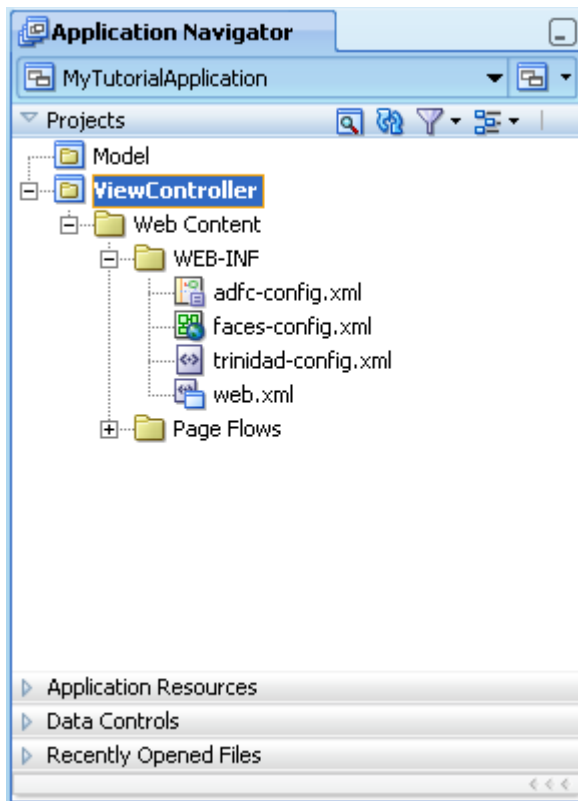 Application Navigator
MyTutorialApplication
Projects
Model
ViewController
Web Content
WEB-INF
adfc-config.xml
faces-config.xml
trinidad-config.xml
web.xml
Page Flows
Application Resources
Data Controls
Recently Opened Files